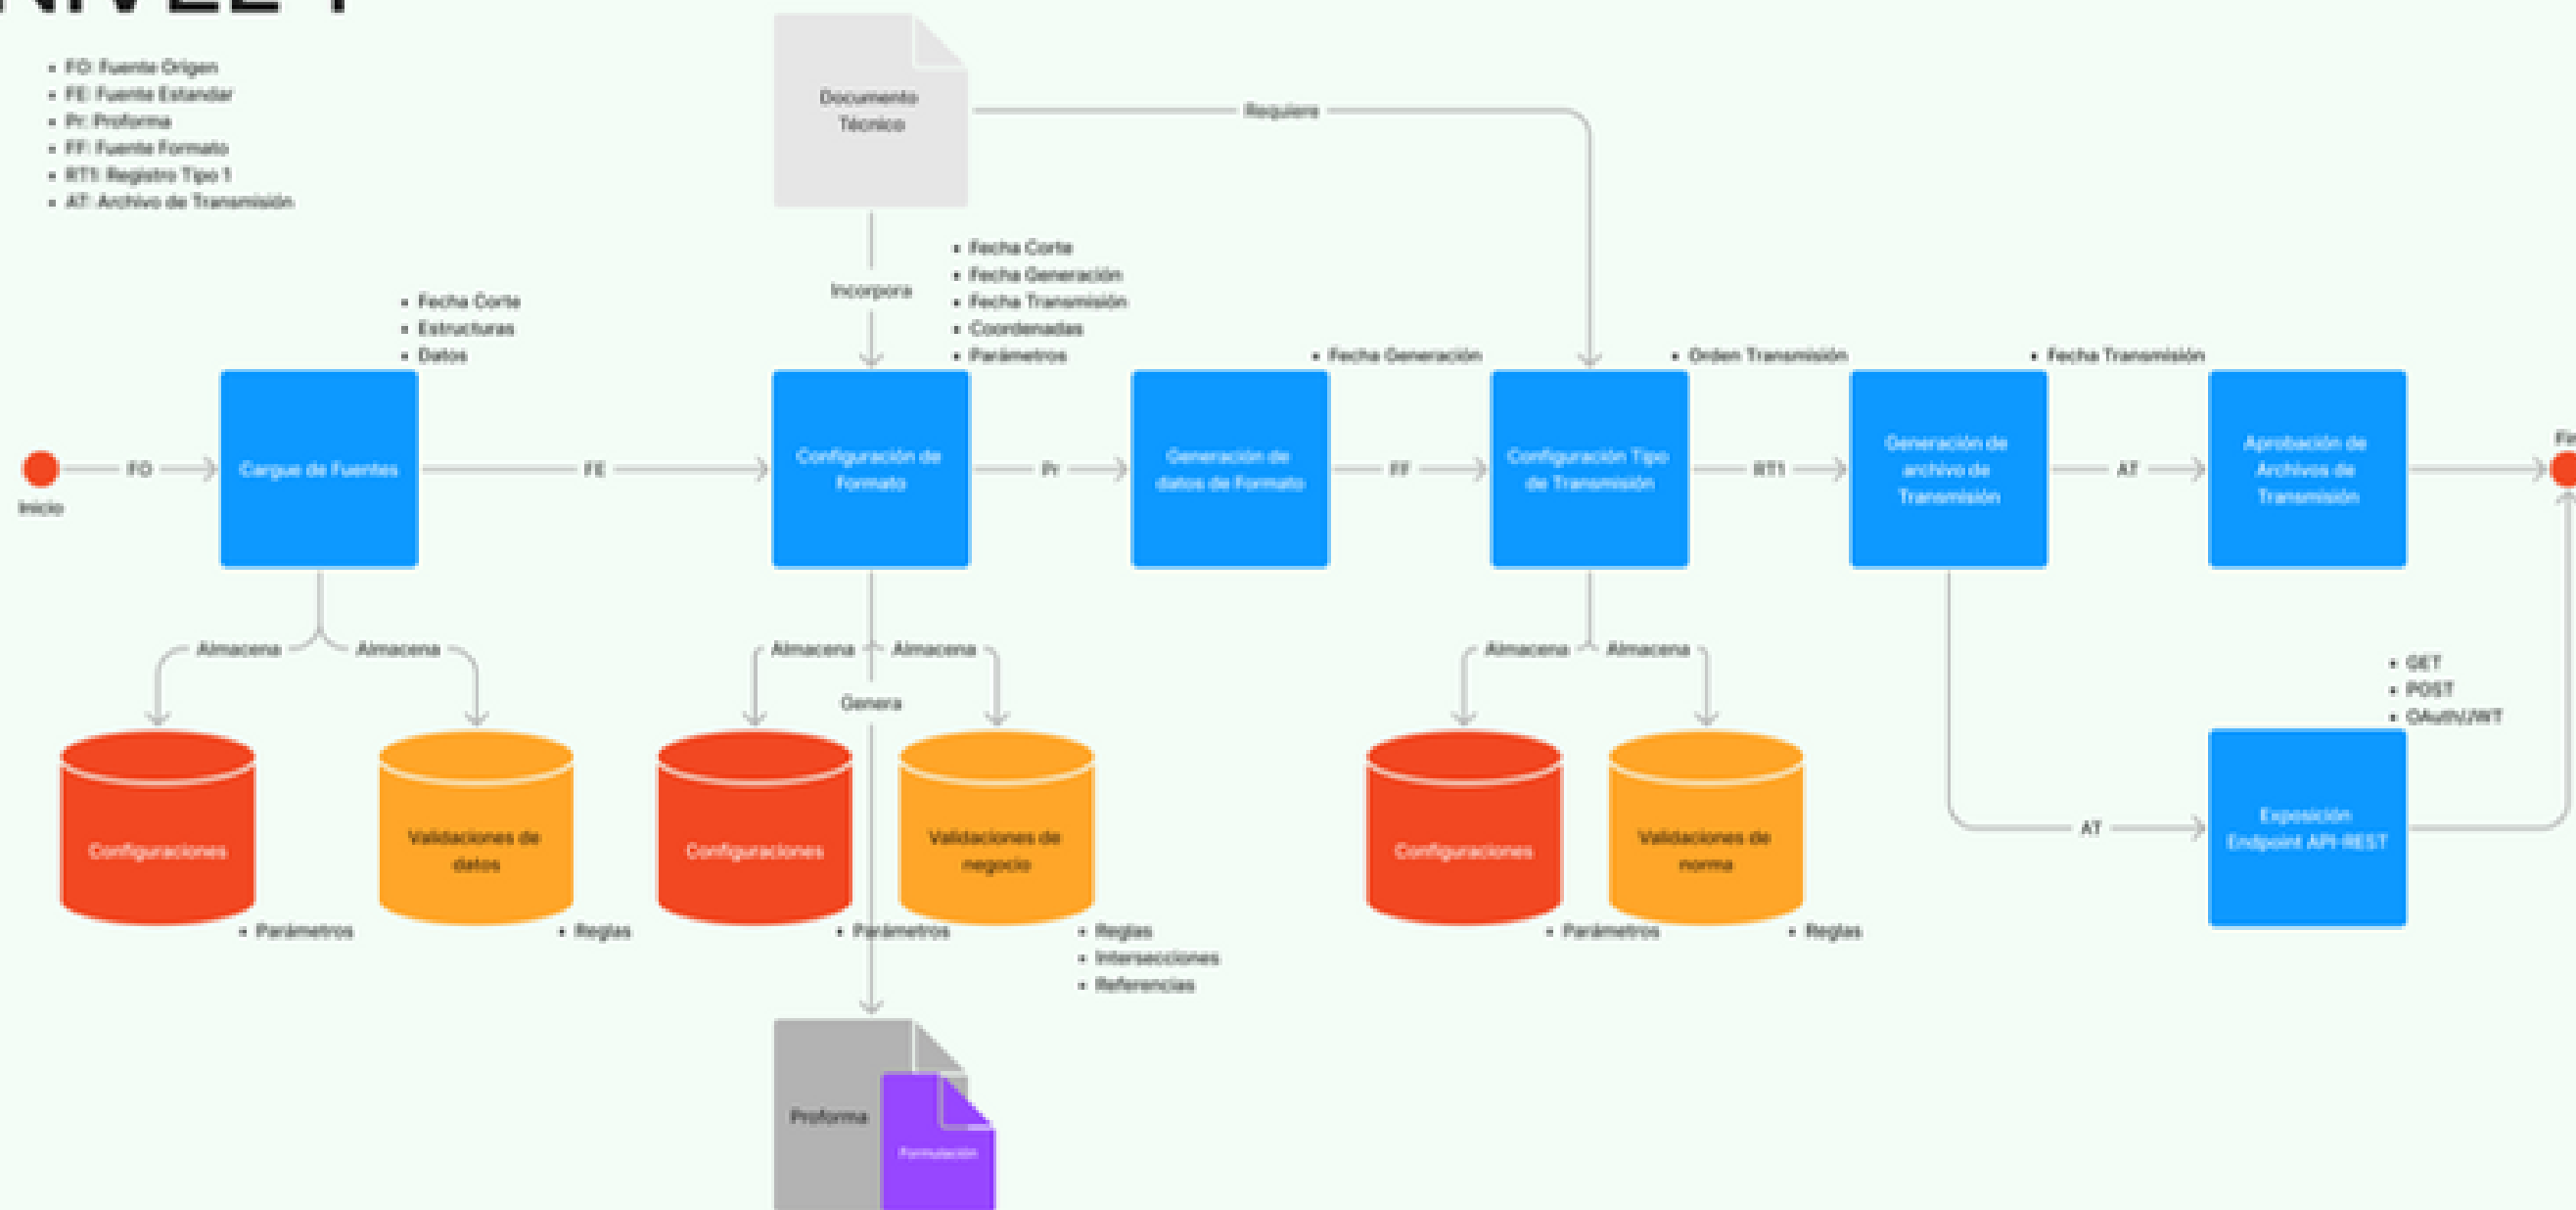 NIVEL 1
• FO: Fuente Origen
• FE: Fuente Estandar
• Pr: Proforma
• FF: Fuente Formato
• RT1: Registro Tipo 1
• AT: Archivo de Transmisión
Documento
Técnico
Requiere
Incorpora
• Fecha Corte
• Fecha Generación
• Fecha Transmisión
• Coordenadas
• Parámetros
• Fecha Corte
• Estructuras
• Datos
• Fecha Generación
• Orden Transmisión
• Fecha Transmisión
Inicio
FO
Cargue de Fuentes
FE
Configuración de
Formato
Pr
Generación de
datos de Formato
FF
Configuración Tipo
de Transmisión
RT1
Generación de
archivo de
Transmisión
AT
Aprobación de
Archivos de
Transmisión
Fin
Almacena
Almacena
Almacena
Almacena
Genera
Almacena
Almacena
• GET
• POST
• OAuth/JWT
Configuraciones
Validaciones de
datos
Configuraciones
Validaciones de
negocio
Configuraciones
Validaciones de
norma
AT
Exposición
Endpoint API-REST
• Parámetros
• Reglas
• Parámetros
• Reglas
• Intersecciones
• Referencias
• Parámetros
• Reglas
Proforma
Formulación